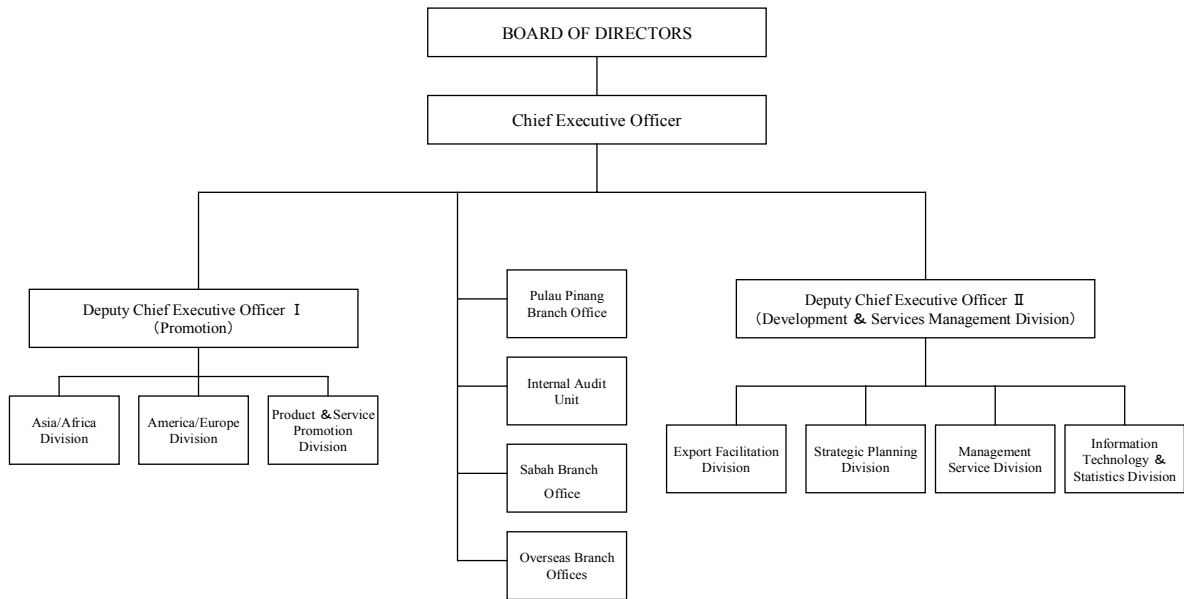 BOARD OF DIRECTORS
Chief Executive Officer
Deputy Chief Executive Officer Ⅰ
(Promotion)
Asia/Africa
Division
America/Europe
Division
Product &Service
Promotion
Division
Pulau Pinang
Branch Office
Internal Audit
Unit
Sabah Branch
Office
Overseas Branch
Offices
Deputy Chief Executive Officer Ⅱ
(Development & Services Management Division)
Export Facilitation
Division
Strategic Planning
Division
Management
Service Division
Information
Technology &
Statistics Division